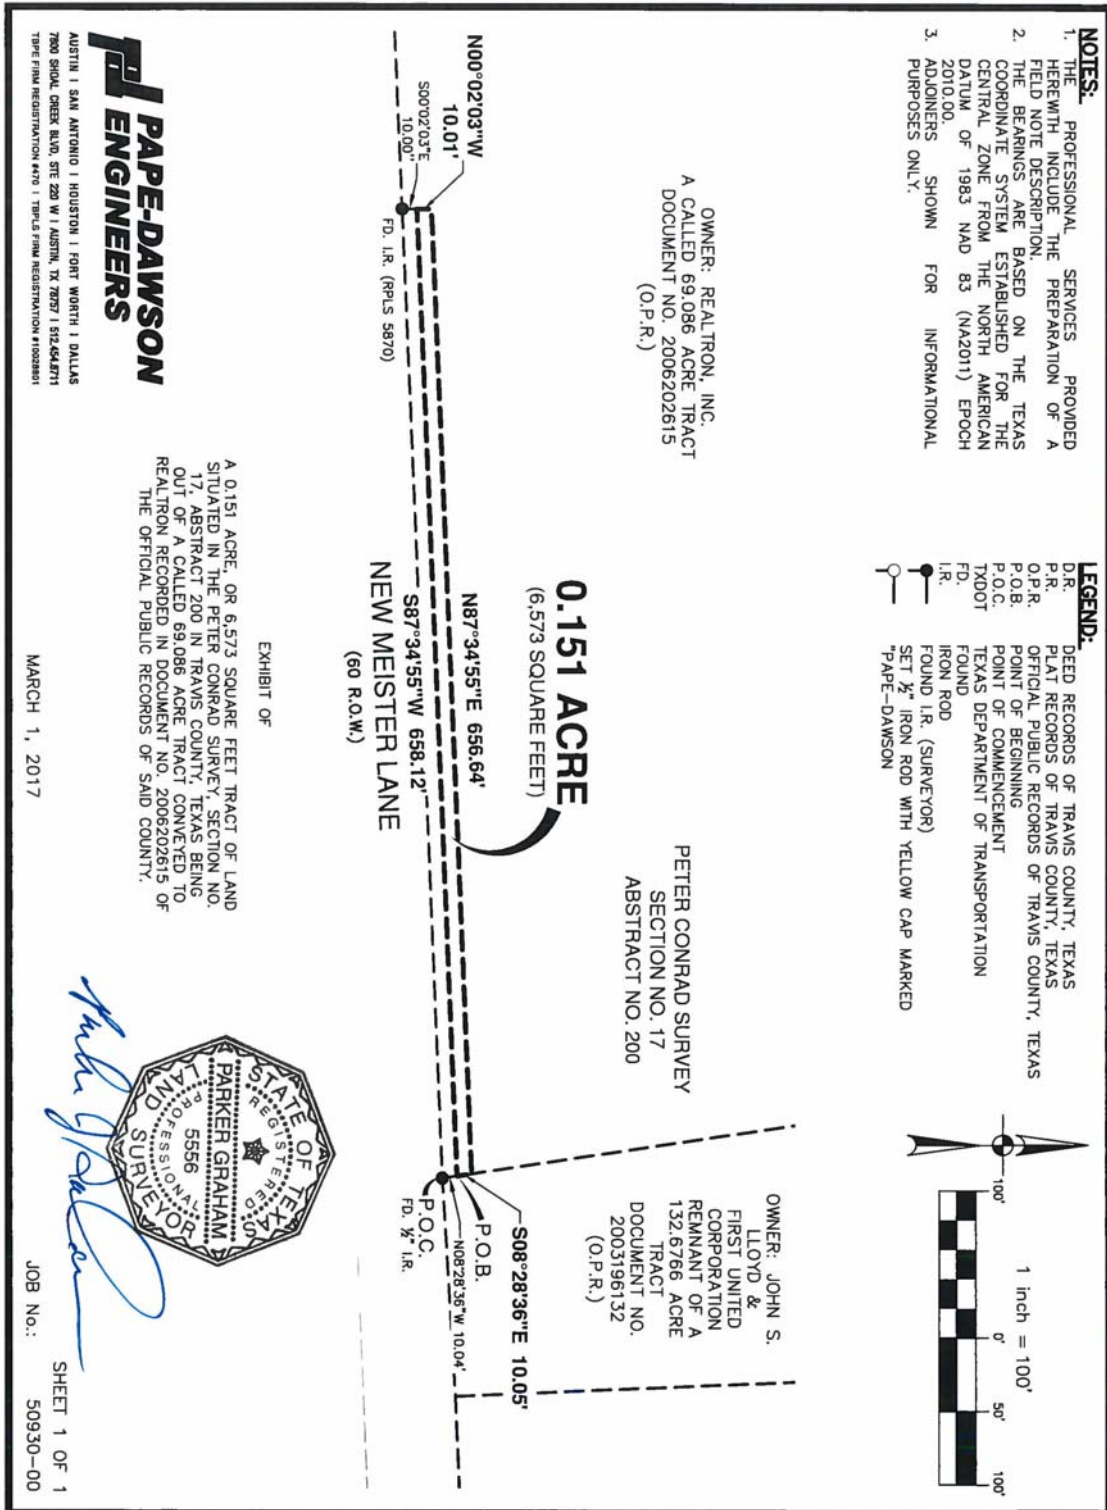 NOTES:
1. THE PROFESSIONAL SERVICES PROVIDED
HEREWITH INCLUDE THE PREPARATION OF A
FIELD NOTE DESCRIPTION.
2. THE BEARINGS ARE BASED ON THE TEXAS
COORDINATE SYSTEM ESTABLISHED FOR THE
CENTRAL ZONE FROM THE NORTH AMERICAN
DATUM OF 1983 NAD 83 (NA2011) EPOCH
2010.00.
3. ADJOINERS SHOWN FOR INFORMATIONAL
PURPOSES ONLY.
LEGEND:
D.R. DEED RECORDS OF TRAVIS COUNTY, TEXAS
P.R. PLAT RECORDS OF TRAVIS COUNTY, TEXAS
O.P.R. OFFICIAL PUBLIC RECORDS OF TRAVIS COUNTY, TEXAS
P.O.B. POINT OF BEGINNING
P.O.C. POINT OF COMMENCEMENT
TXDOT TEXAS DEPARTMENT OF TRANSPORTATION
FD. FOUND
I.R. IRON ROD
FOUND I.R. (SURVEYOR)
SET ½" IRON ROD WITH YELLOW CAP MARKED
"PAPE-DAWSON
1 inch = 100'
100' 0' 50' 100'
OWNER: REALTRON, INC.
A CALLED 69.086 ACRE TRACT
DOCUMENT NO. 2006202615
(O.P.R.)
PETER CONRAD SURVEY
SECTION NO. 17
ABSTRACT NO. 200
OWNER: JOHN S.
LLOYD &
FIRST UNITED
CORPORATION
REMNANT OF A
132.6766 ACRE
TRACT
DOCUMENT NO.
2003196132
(O.P.R.)
0.151 ACRE
(6,573 SQUARE FEET)
N00°02'03"W
10.01'
S00°02'03"E
10.00"
FD. I.R. (RPLS 5870)
N87°34'55"E 656.64'
S87°34'55"W 658.12'
NEW MEISTER LANE
(60 R.O.W.)
S08°28'36"E 10.05'
P.O.B.
N08°28'36"W 10.04'
P.O.C.
FD. ½" I.R.
EXHIBIT OF
A 0.151 ACRE, OR 6,573 SQUARE FEET TRACT OF LAND
SITUATED IN THE PETER CONRAD SURVEY, SECTION NO.
17, ABSTRACT 200 IN TRAVIS COUNTY, TEXAS BEING
OUT OF A CALLED 69.086 ACRE TRACT CONVEYED TO
REALTRON RECORDED IN DOCUMENT NO. 2006202615 OF
THE OFFICIAL PUBLIC RECORDS OF SAID COUNTY.
STATE OF TEXAS
REGISTERED
PARKER GRAHAM
5556
PROFESSIONAL
LAND SURVEYOR
PAPE-DAWSON
ENGINEERS
AUSTIN I SAN ANTONIO I HOUSTON I FORT WORTH I DALLAS
7800 SHOAL CREEK BLVD, STE 220 W I AUSTIN, TX 78757 I 512.454.8711
TBPE FIRM REGISTRATION #470 I TBPLS FIRM REGISTRATION #10028801
MARCH 1, 2017
SHEET 1 OF 1
JOB No.: 50930-00